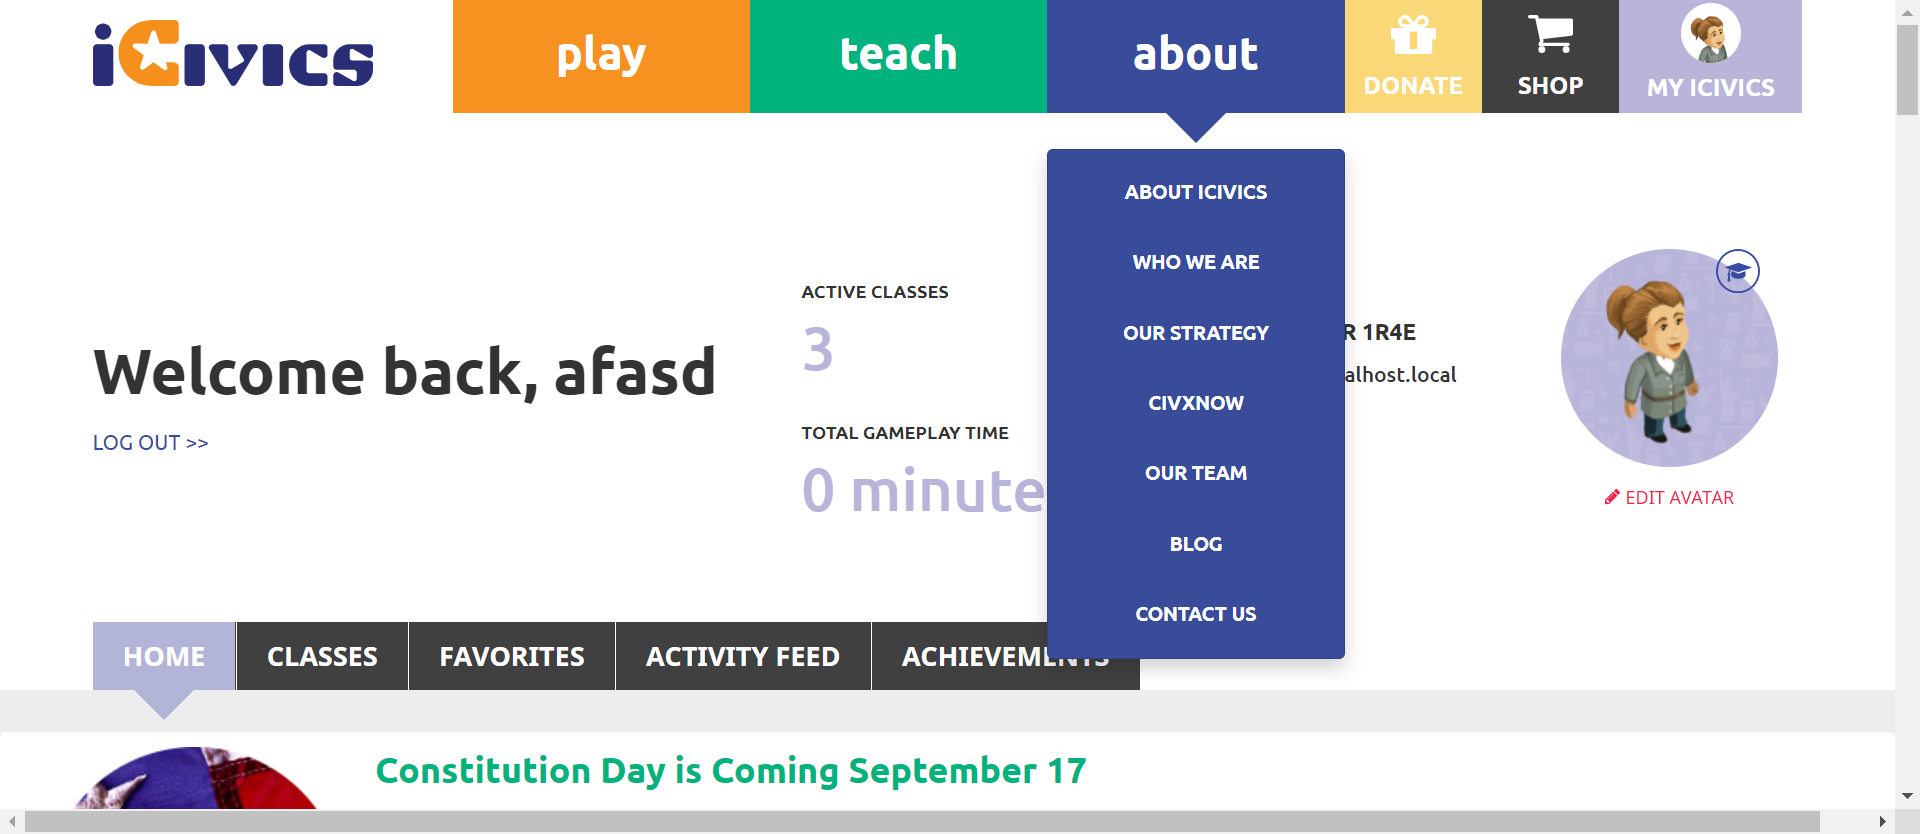 iCivics
play
teach
about
DONATE
SHOP
MY ICIVICS
ABOUT ICIVICS
WHO WE ARE
OUR STRATEGY
CIVXNOW
OUR TEAM
BLOG
CONTACT US
Welcome back, afasd
LOG OUT >>
ACTIVE CLASSES
3
TOTAL GAMEPLAY TIME
0 minute
R 1R4E
alhost.local
EDIT AVATAR
HOME
CLASSES
FAVORITES
ACTIVITY FEED
ACHIEVEMENTS
Constitution Day is Coming September 17